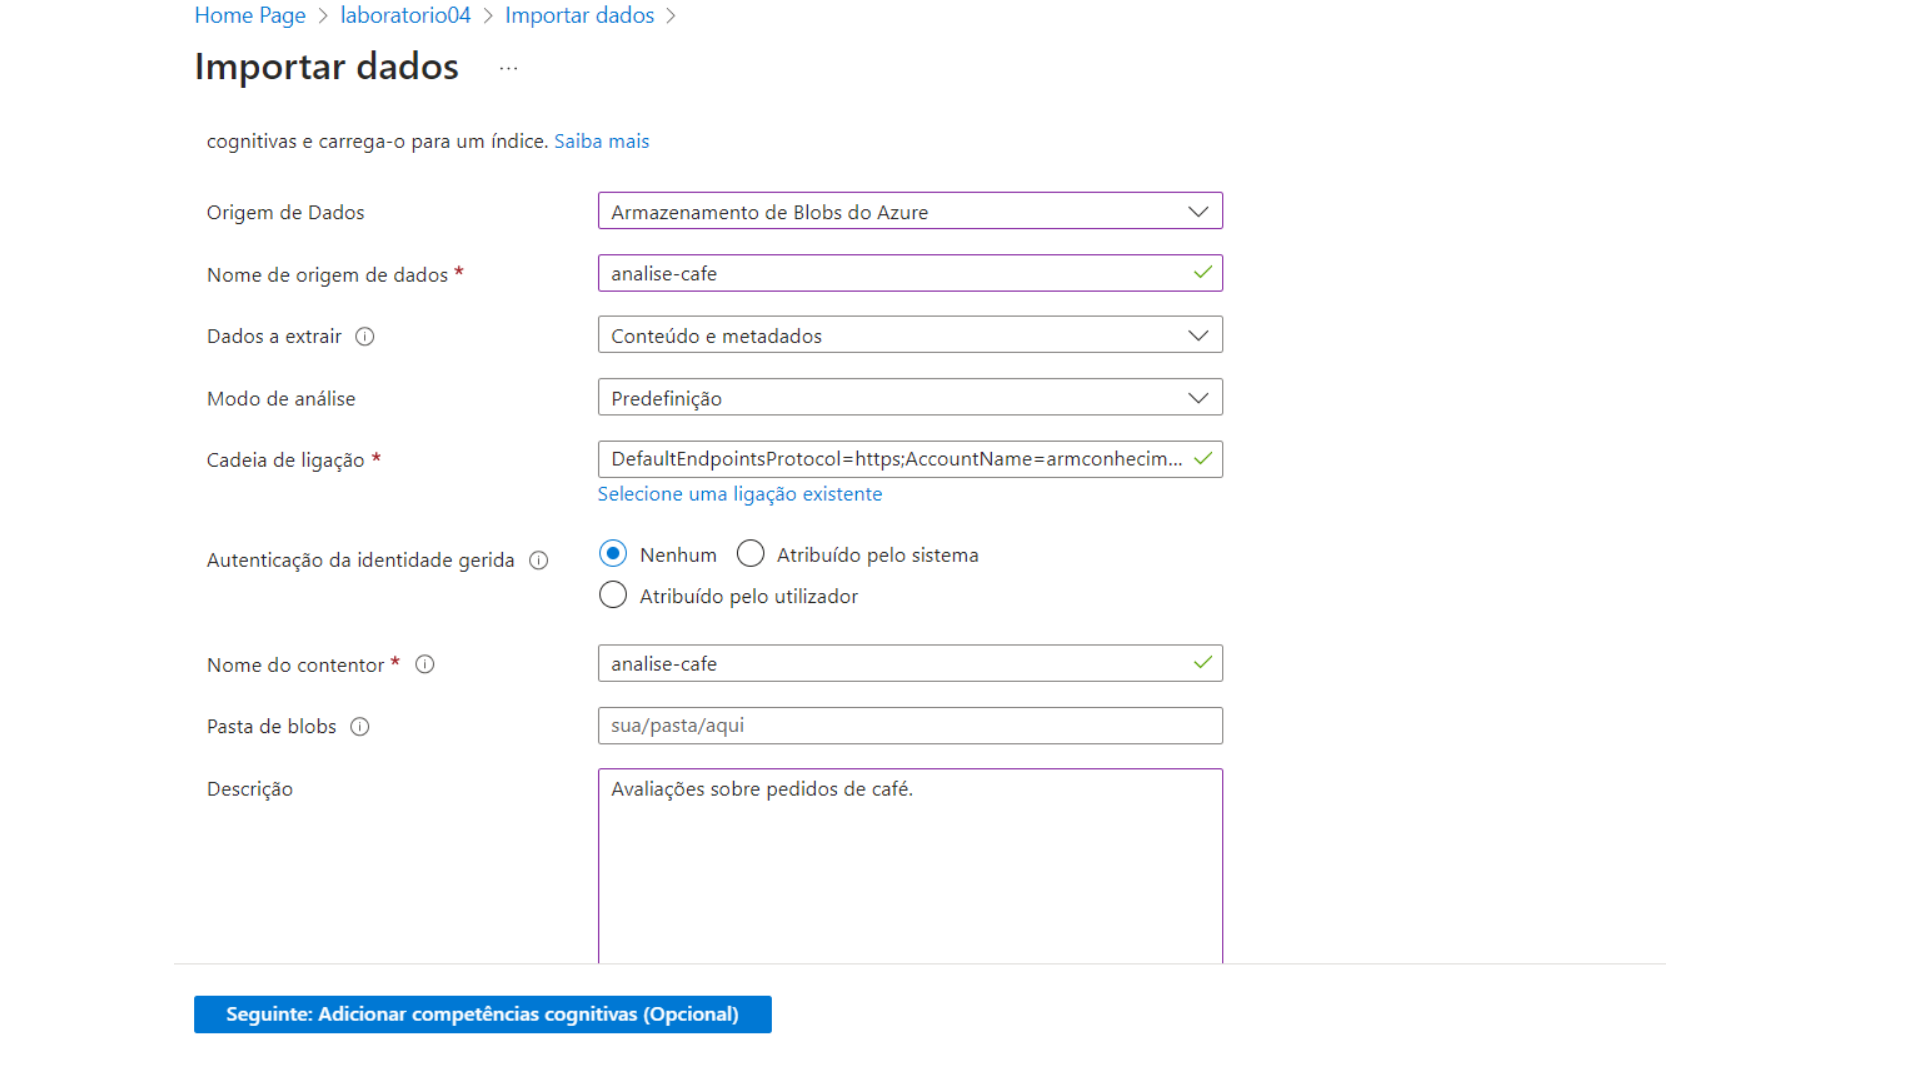 Home Page > laboratorio04 > Importar dados >
Importar dados ...
cognitivas e carrega-o para um índice. Saiba mais
Origem de Dados Armazenamento de Blobs do Azure
Nome de origem de dados * analise-cafe
Dados a extrair Conteúdo e metadados
Modo de análise Predefinição
Cadeia de ligação * DefaultEndpointsProtocol=https;AccountName=armconhecim...
Selecione uma ligação existente
Autenticação da identidade gerida Nenhum Atribuído pelo sistema
Atribuído pelo utilizador
Nome do contentor * analise-cafe
Pasta de blobs sua/pasta/aqui
Descrição Avaliações sobre pedidos de café.
Seguinte: Adicionar competências cognitivas (Opcional)